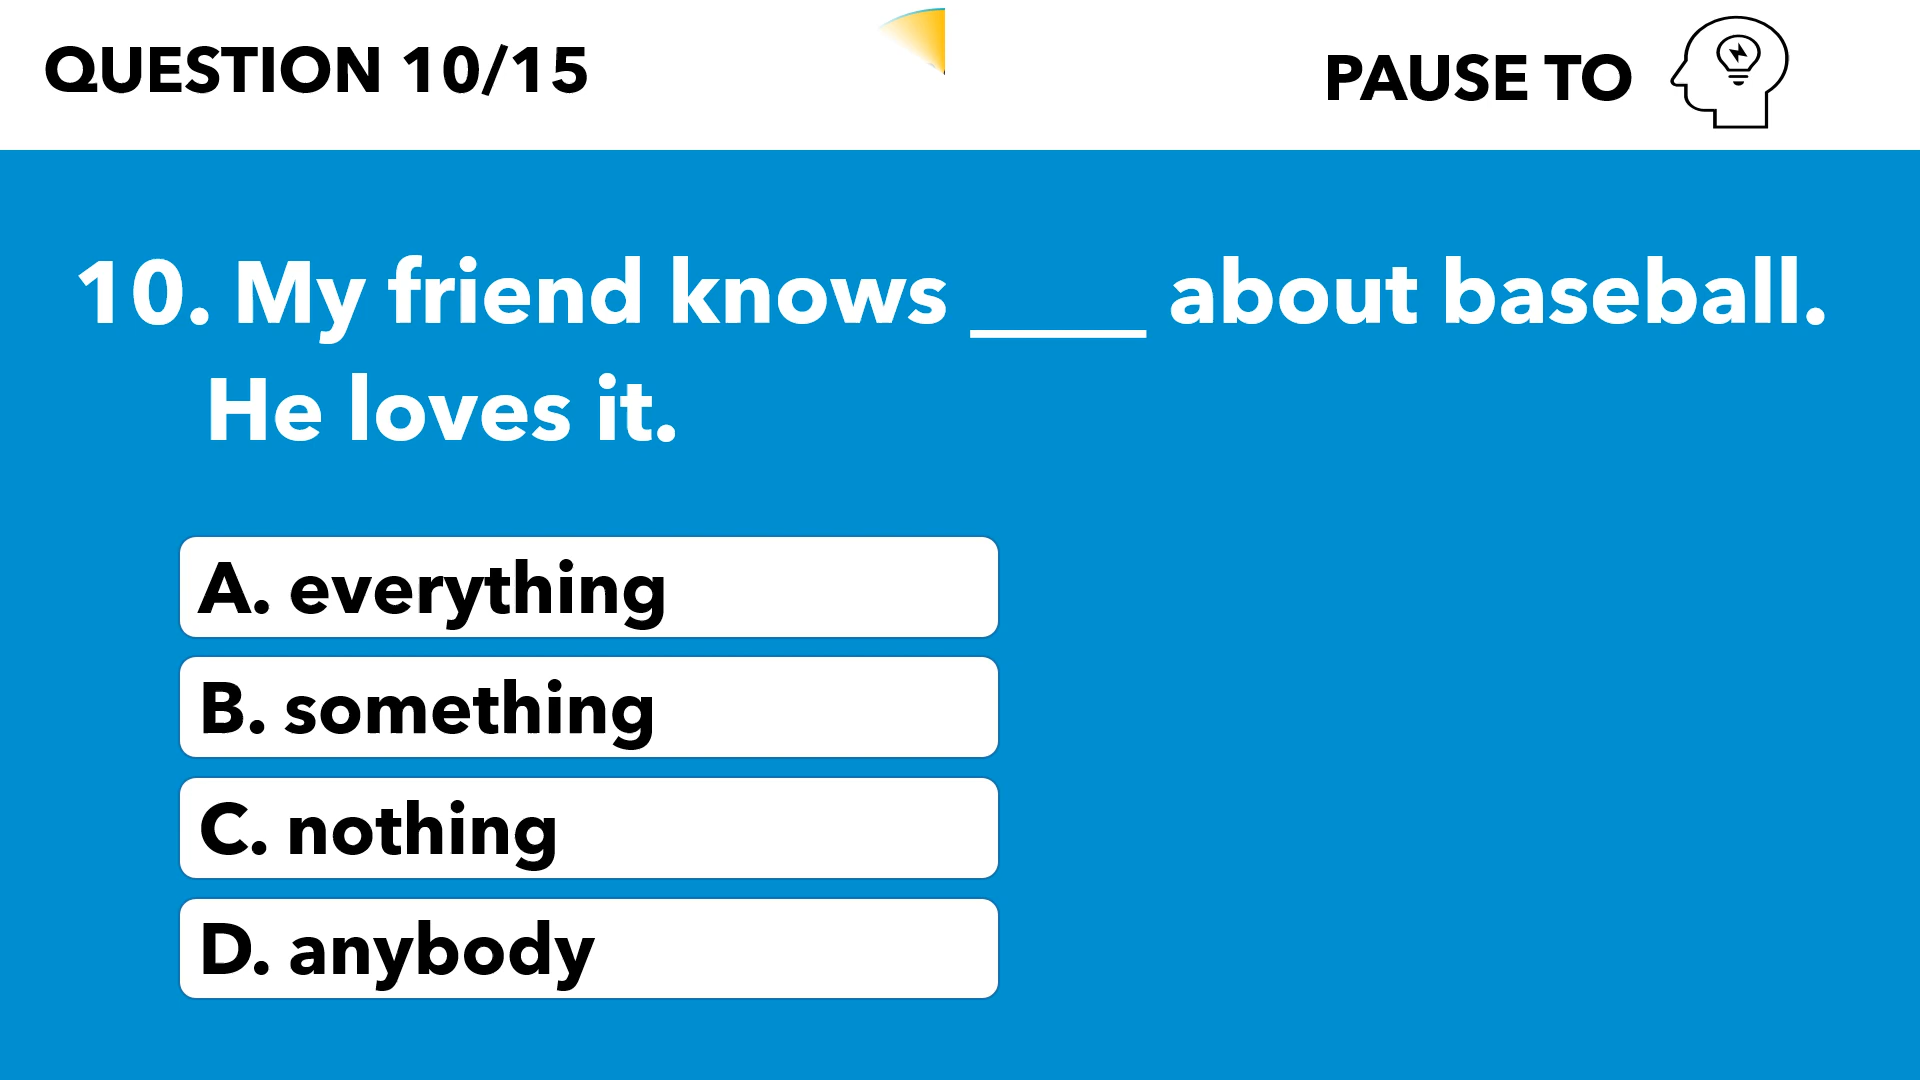 QUESTION 10/15
PAUSE TO
10. My friend knows ____ about baseball.
He loves it.
A. everything
B. something
C. nothing
D. anybody